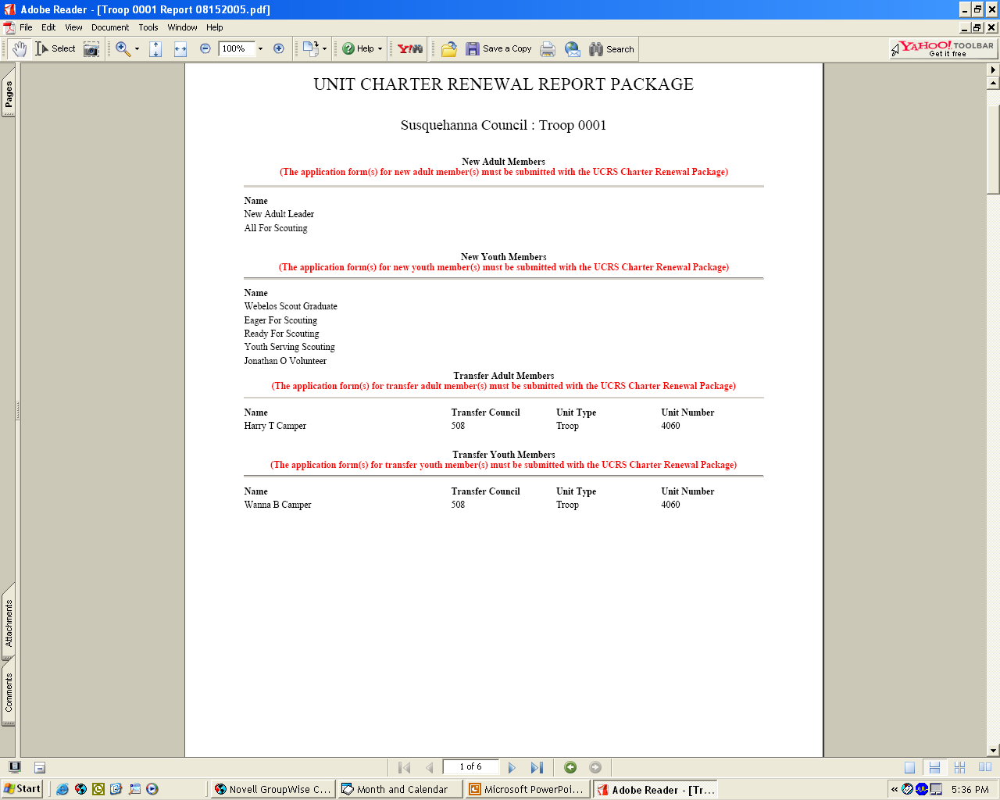 Adobe Reader - [Troop 0001 Report 08152005.pdf]
File Edit View Document Tools Window Help
Select 100% Help Y! Save a Copy Search YAHOO! TOOLBAR
Get it free
Pages
UNIT CHARTER RENEWAL REPORT PACKAGE
Susquehanna Council : Troop 0001
New Adult Members
(The application form(s) for new adult member(s) must be submitted with the UCRS Charter Renewal Package)
Name
New Adult Leader
All For Scouting
New Youth Members
(The application form(s) for new youth member(s) must be submitted with the UCRS Charter Renewal Package)
Name
Webelos Scout Graduate
Eager For Scouting
Ready For Scouting
Youth Serving Scouting
Jonathan O Volunteer
Transfer Adult Members
(The application form(s) for transfer adult member(s) must be submitted with the UCRS Charter Renewal Package)
Name Transfer Council Unit Type Unit Number
Harry T Camper 508 Troop 4060
Transfer Youth Members
(The application form(s) for transfer youth member(s) must be submitted with the UCRS Charter Renewal Package)
Name Transfer Council Unit Type Unit Number
Wanna B Camper 508 Troop 4060
Attachments
Comments
1 of 6
Start Novell GroupWise C... Month and Calendar Microsoft PowerPoi... Adobe Reader - [Tr... « 5:36 PM